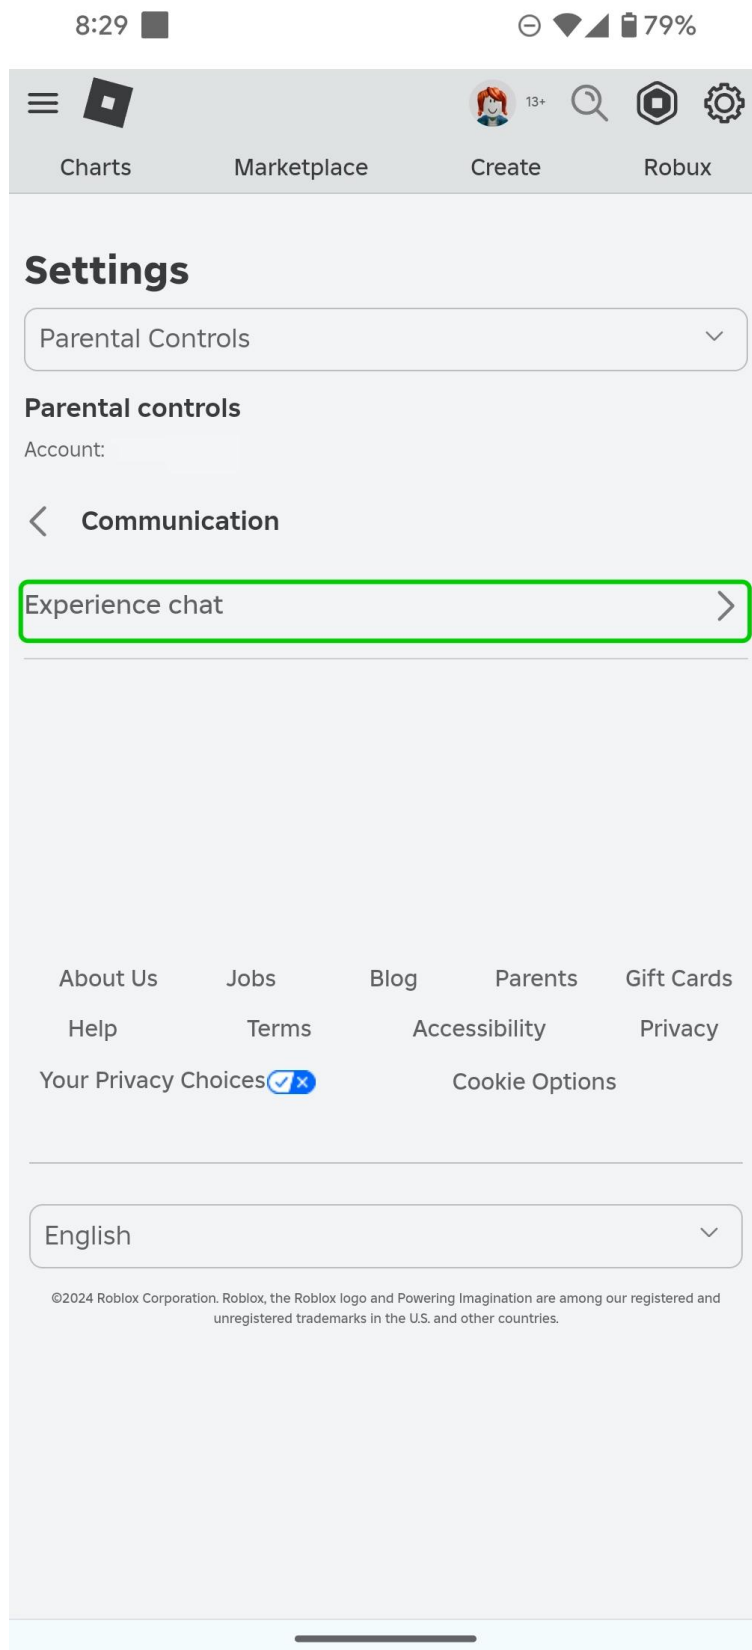 8:29 79%
13+
Charts Marketplace Create Robux
Settings
Parental Controls
Parental controls
Account:
Communication
Experience chat
About Us Jobs Blog Parents Gift Cards
Help Terms Accessibility Privacy
Your Privacy Choices Cookie Options
English
©2024 Roblox Corporation. Roblox, the Roblox logo and Powering Imagination are among our registered and
unregistered trademarks in the U.S. and other countries.